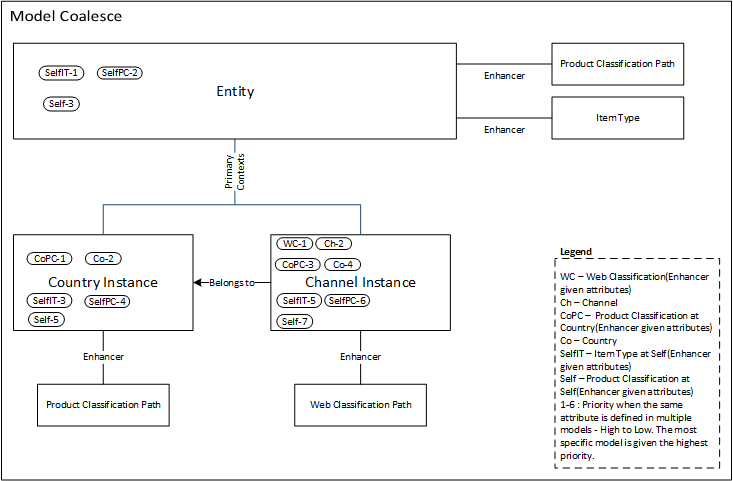 Model Coalesce
SelfIT-1
SelfPC-2
Self-3
Entity
Enhancer
Product Classification Path
Enhancer
Item Type
Primary
Contexts
CoPC-1
Co-2
Country Instance
SelfIT-3
SelfPC-4
Self-5
Belongs to
WC-1
Ch-2
CoPC-3
Co-4
Channel Instance
SelfIT-5
SelfPC-6
Self-7
Enhancer
Product Classification Path
Enhancer
Web Classification Path
Legend
WC – Web Classification(Enhancer
given attributes)
Ch – Channel
CoPC – Product Classification at
Country(Enhancer given attributes)
Co – Country
SelfIT – Item Type at Self(Enhancer
given attributes)
Self – Product Classification at
Self(Enhancer given attributes)
1-6 : Priority when the same
attribute is defined in multiple
models - High to Low. The most
specific model is given the highest
priority.